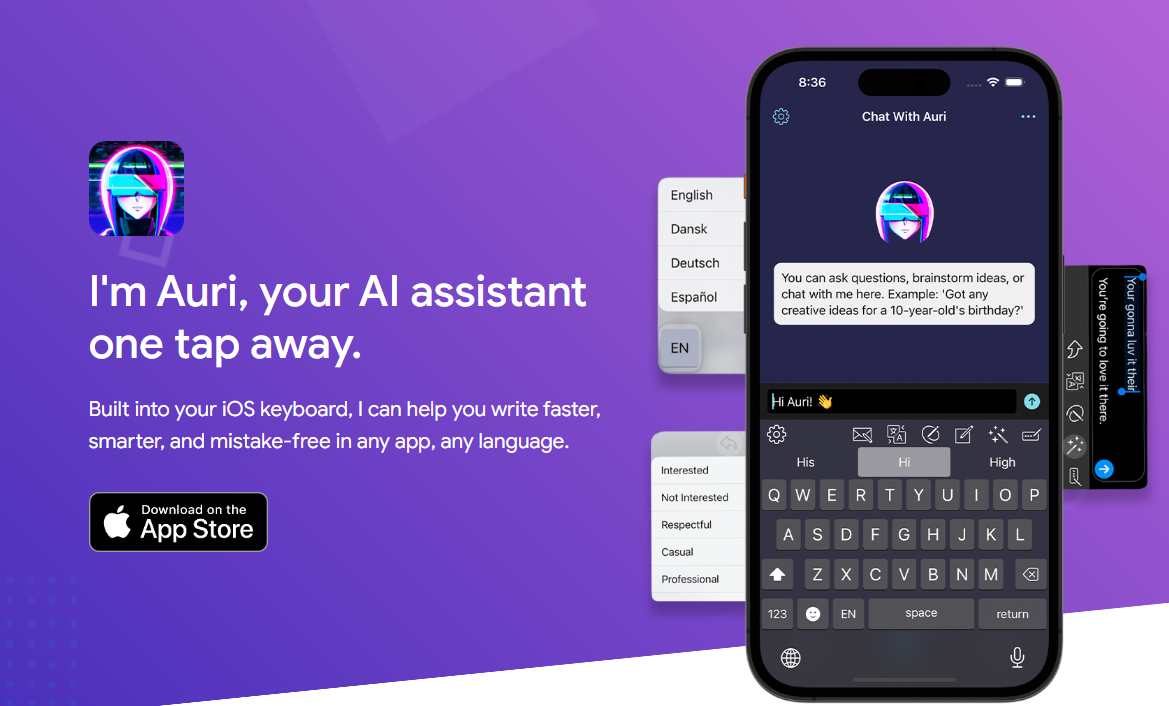 I'm Auri, your AI assistant
one tap away.
Built into your iOS keyboard, I can help you write faster,
smarter, and mistake-free in any app, any language.
Download on the
App Store
English
Dansk
Deutsch
Español
EN
Interested
Not Interested
Respectful
Casual
Professional
8:36
Chat With Auri
You can ask questions, brainstorm ideas, or
chat with me here. Example: 'Got any
creative ideas for a 10-year-old's birthday?'
Hi Auri! 👋
His Hi High
Q W E R T Y U I O P
A S D F G H J K L
Z X C V B N M
123 EN space return
Your gonna luv it their
You're going to love it there.